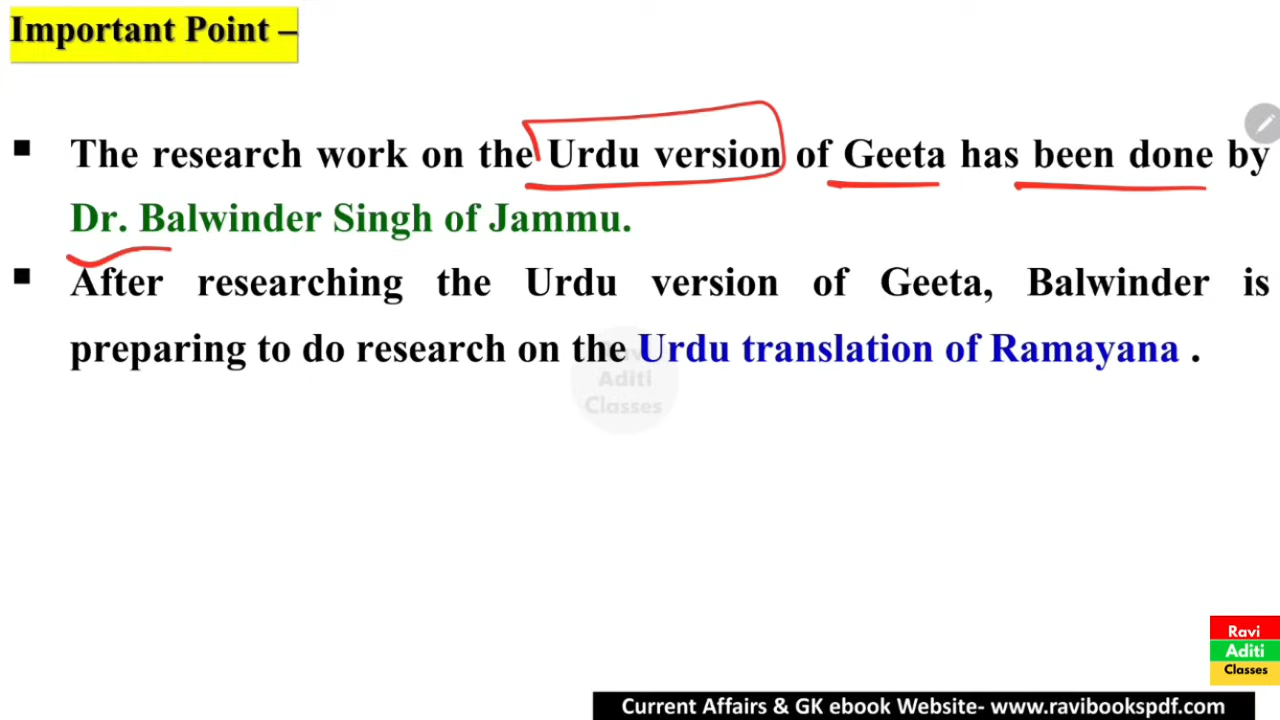 Important Point –
▪ The research work on the Urdu version of Geeta has been done by
Dr. Balwinder Singh of Jammu.
▪ After researching the Urdu version of Geeta, Balwinder is
preparing to do research on the Urdu translation of Ramayana .
Ravi
Aditi
Classes
Ravi
Aditi
Classes
Current Affairs & GK ebook Website- www.ravibookspdf.com